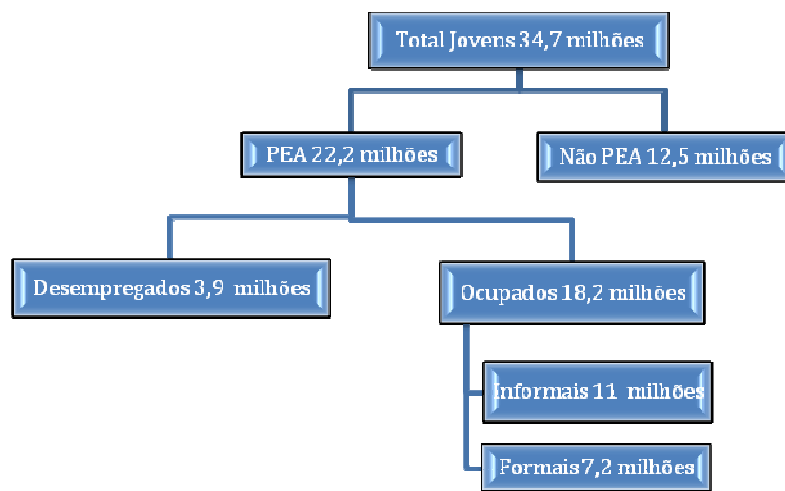 Total Jovens 34,7 milhões
PEA 22,2 milhões
Não PEA 12,5 milhões
Desempregados 3,9 milhões
Ocupados 18,2 milhões
Informais 11 milhões
Formais 7,2 milhões